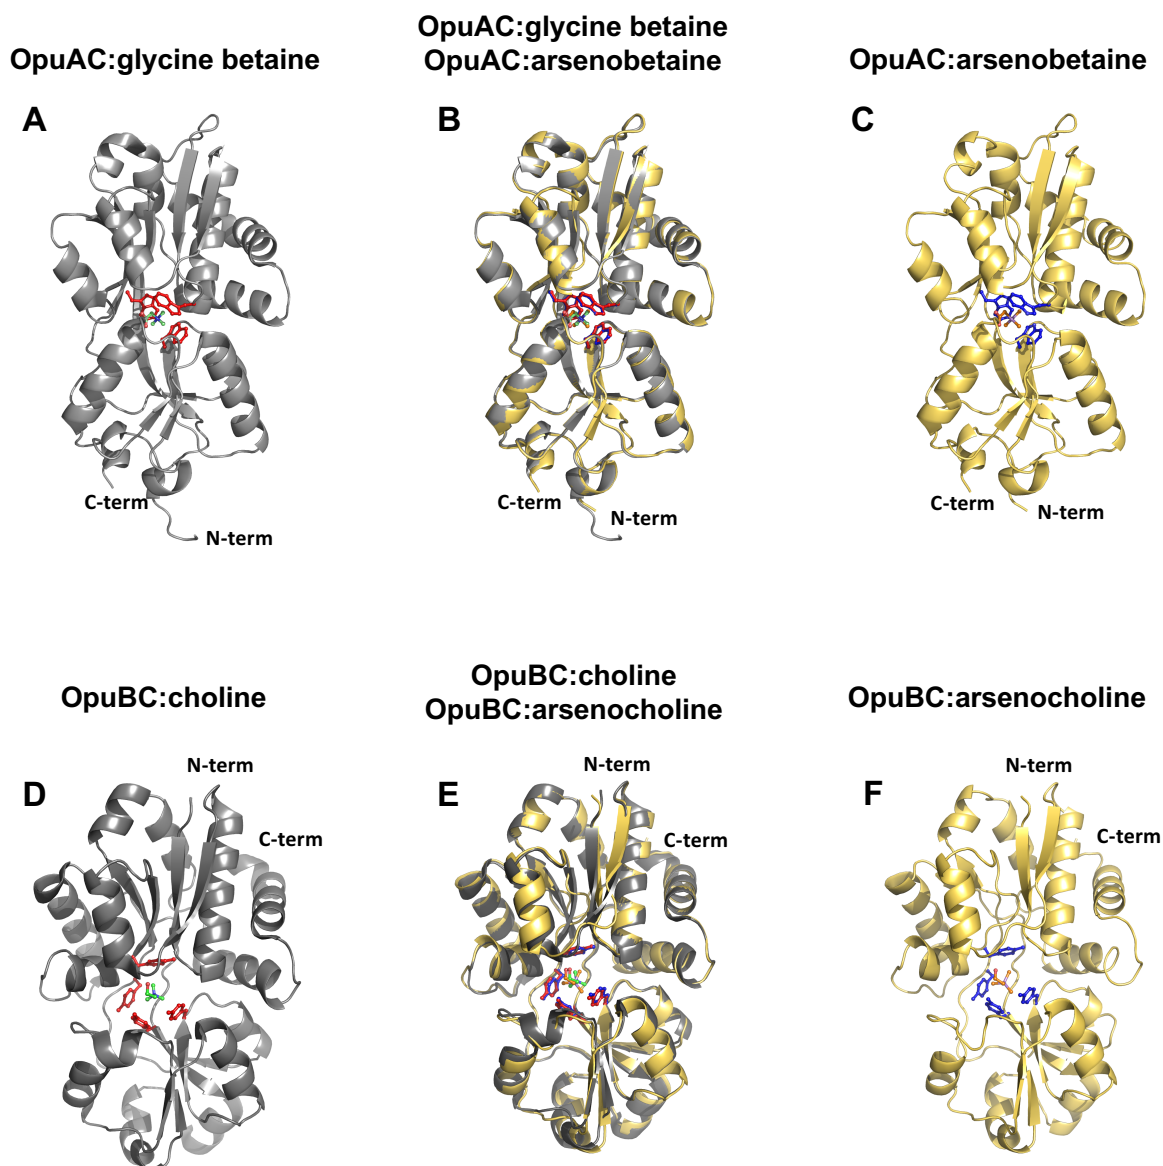 OpuAC:glycine betaine
OpuAC:glycine betaine
OpuAC:arsenobetaine
OpuAC:arsenobetaine
A
B
C
C-term
N-term
C-term
N-term
C-term
N-term
OpuBC:choline
OpuBC:choline
OpuBC:arsenocholine
OpuBC:arsenocholine
D
N-term
C-term
E
N-term
C-term
F
N-term
C-term